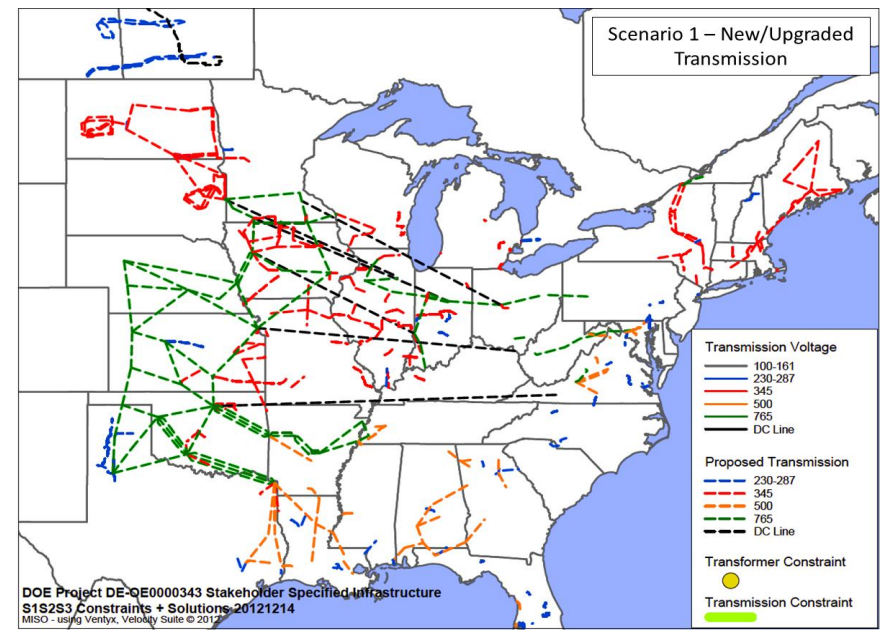 Scenario 1 – New/Upgraded
Transmission
Transmission Voltage
100-161
230-287
345
500
765
DC Line
Proposed Transmission
230-287
345
500
765
DC Line
Transformer Constraint
Transmission Constraint
DOE Project DE-OE0000343 Stakeholder Specified Infrastructure
S1S2S3 Constraints + Solutions 20121214
MISO - using Ventyx, Velocity Suite © 2012